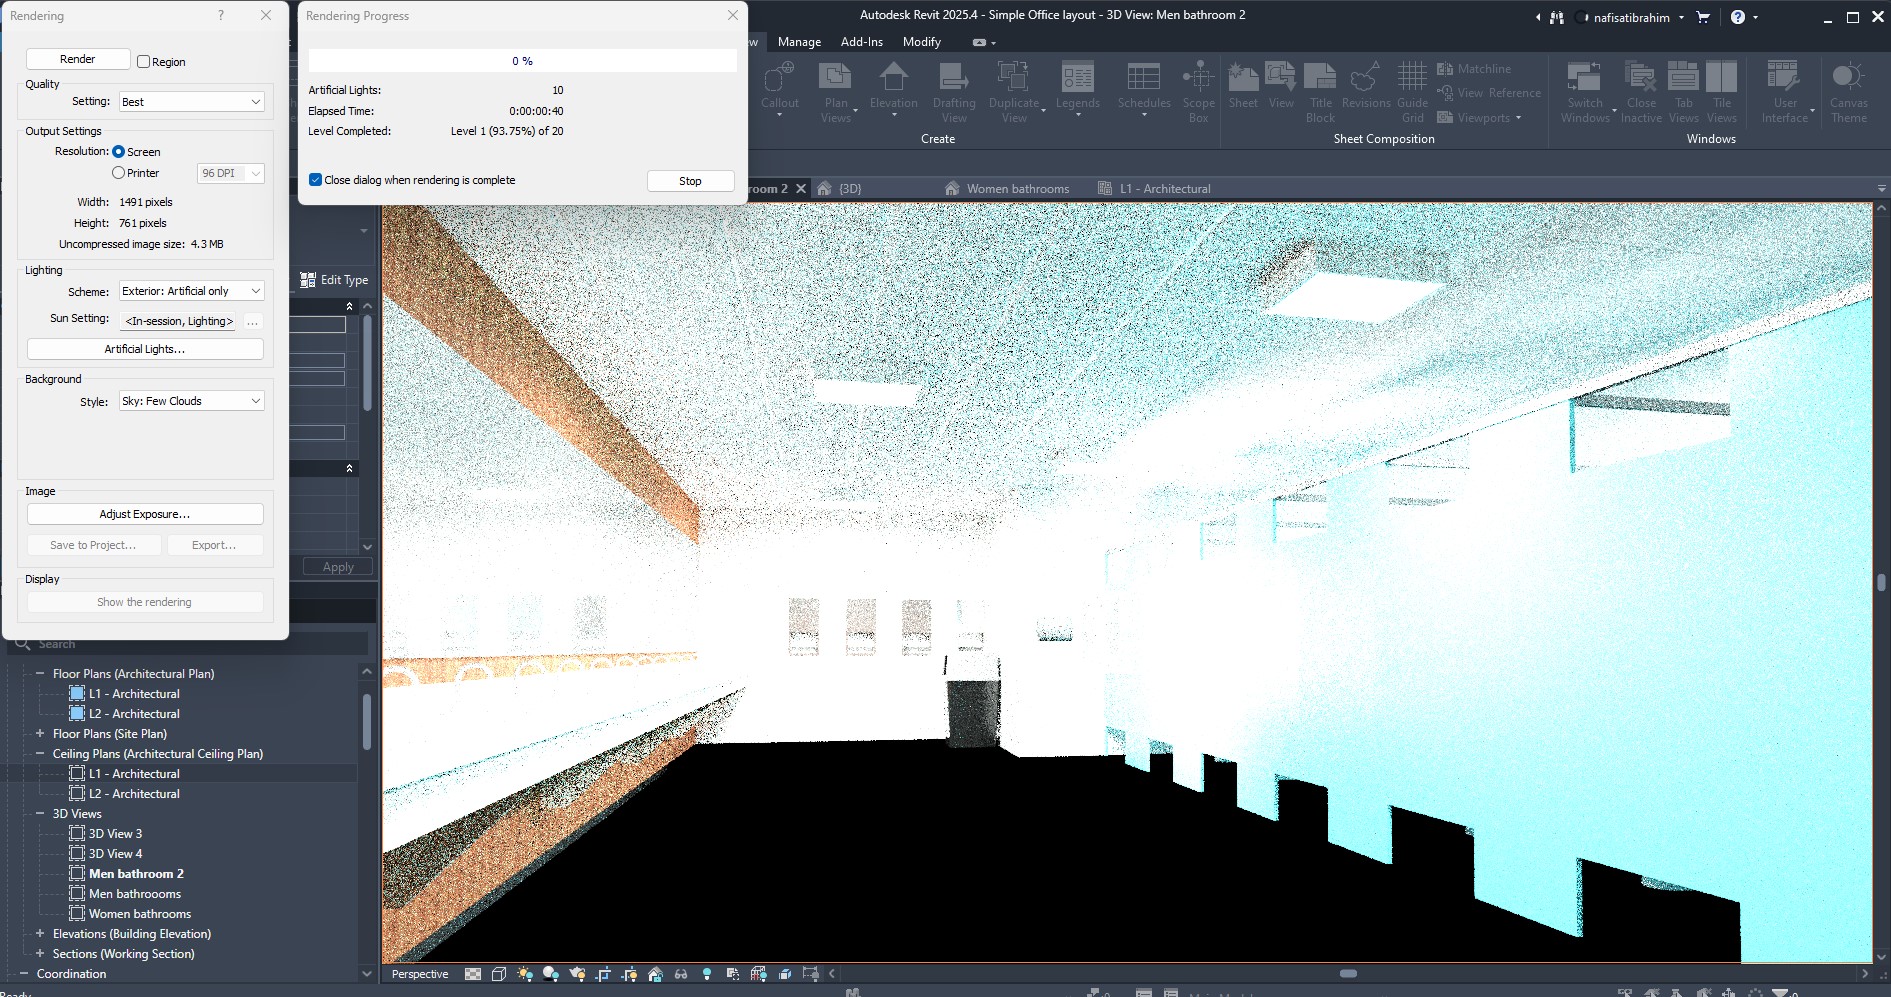 Rendering
?
Rendering Progress
Autodesk Revit 2025.4 - Simple Office layout - 3D View: Men bathroom 2
nafisatibrahim
Manage Add-Ins Modify
Render
Region
Quality
Setting: Best
Output Settings
Resolution: Screen
Printer 96 DPI
Width: 1491 pixels
Height: 761 pixels
Uncompressed image size: 4.3 MB
Lighting
Scheme: Exterior: Artificial only
Sun Setting: <In-session, Lighting> ...
Artificial Lights...
Background
Style: Sky: Few Clouds
Image
Adjust Exposure...
Save to Project... Export...
Display
Show the rendering
0 %
Artificial Lights: 10
Elapsed Time: 0:00:00:40
Level Completed: Level 1 (93.75%) of 20
Close dialog when rendering is complete
Stop
Callout
Plan Views
Elevation
Drafting View
Duplicate View
Legends
Schedules
Scope Box
Create
Sheet
View
Title Block
Revisions
Guide Grid
Matchline
View Reference
Viewports
Sheet Composition
Switch Windows
Close Inactive
Tab Views
Tile Views
User Interface
Canvas Theme
Windows
room 2
{3D}
Women bathrooms
L1 - Architectural
Edit Type
Apply
Search
Floor Plans (Architectural Plan)
L1 - Architectural
L2 - Architectural
Floor Plans (Site Plan)
Ceiling Plans (Architectural Ceiling Plan)
L1 - Architectural
L2 - Architectural
3D Views
3D View 3
3D View 4
Men bathroom 2
Men bathroooms
Women bathrooms
Elevations (Building Elevation)
Sections (Working Section)
Coordination
Perspective